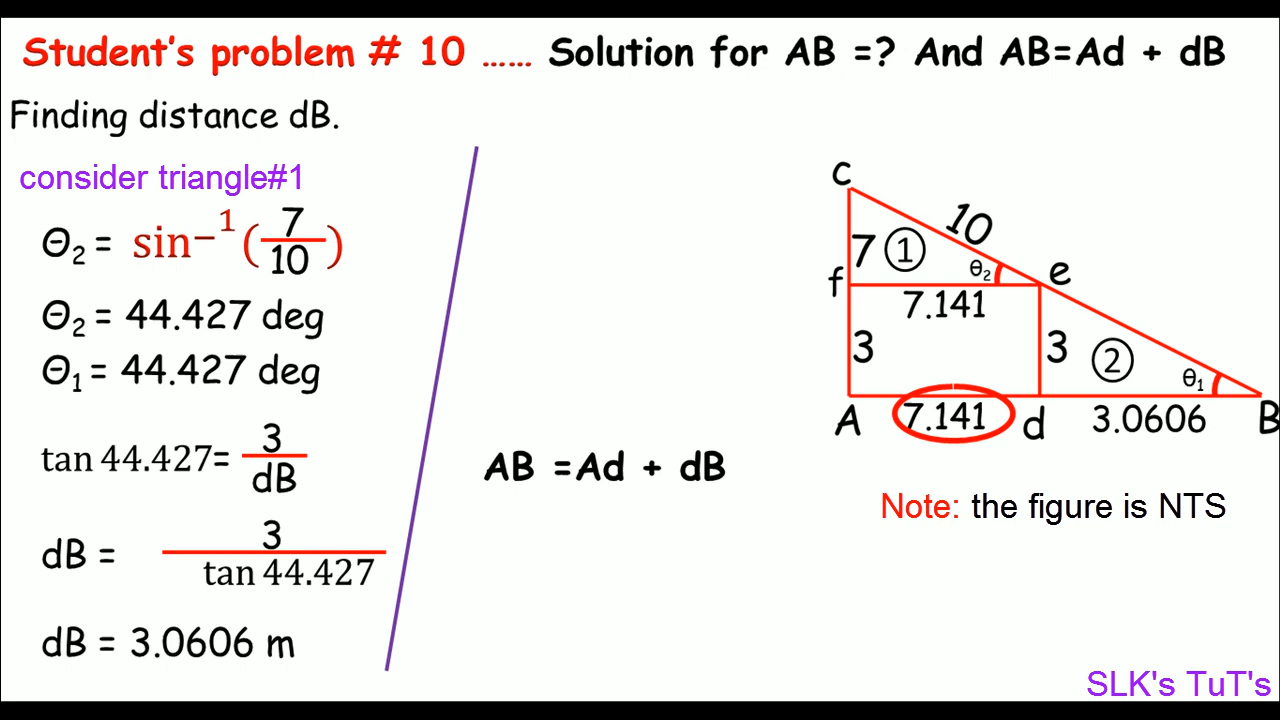 Student's problem # 10 ...... Solution for AB =? And AB=Ad + dB
Finding distance dB.
consider triangle#1
Θ₂ = sin⁻¹(7/10)
Θ₂ = 44.427 deg
Θ₁ = 44.427 deg
tan 44.427= 3/dB
dB = 3/tan 44.427
dB = 3.0606 m
AB =Ad + dB
c
10
7 ①
θ₂
f
e
7.141
3
3
②
θ₁
A
7.141
d
3.0606
B
Note: the figure is NTS
SLK's TuT's